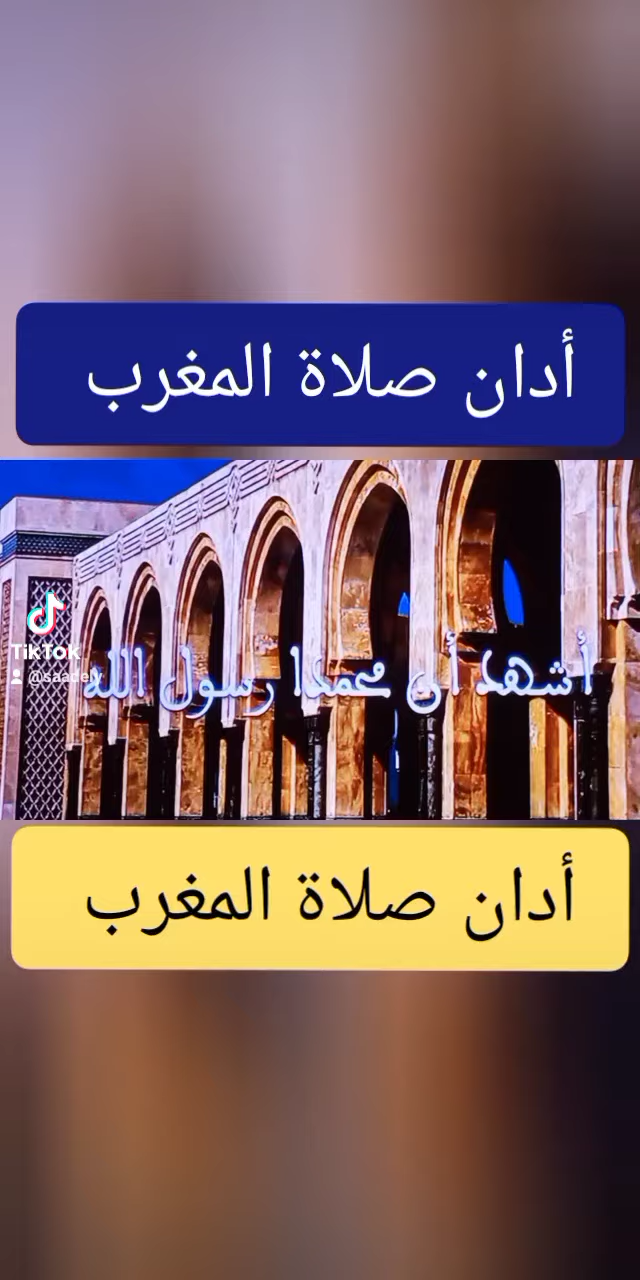 أدان صلاة المغرب
أشهد أن محمدا رسول الله
TikTok
@saadely
أدان صلاة المغرب